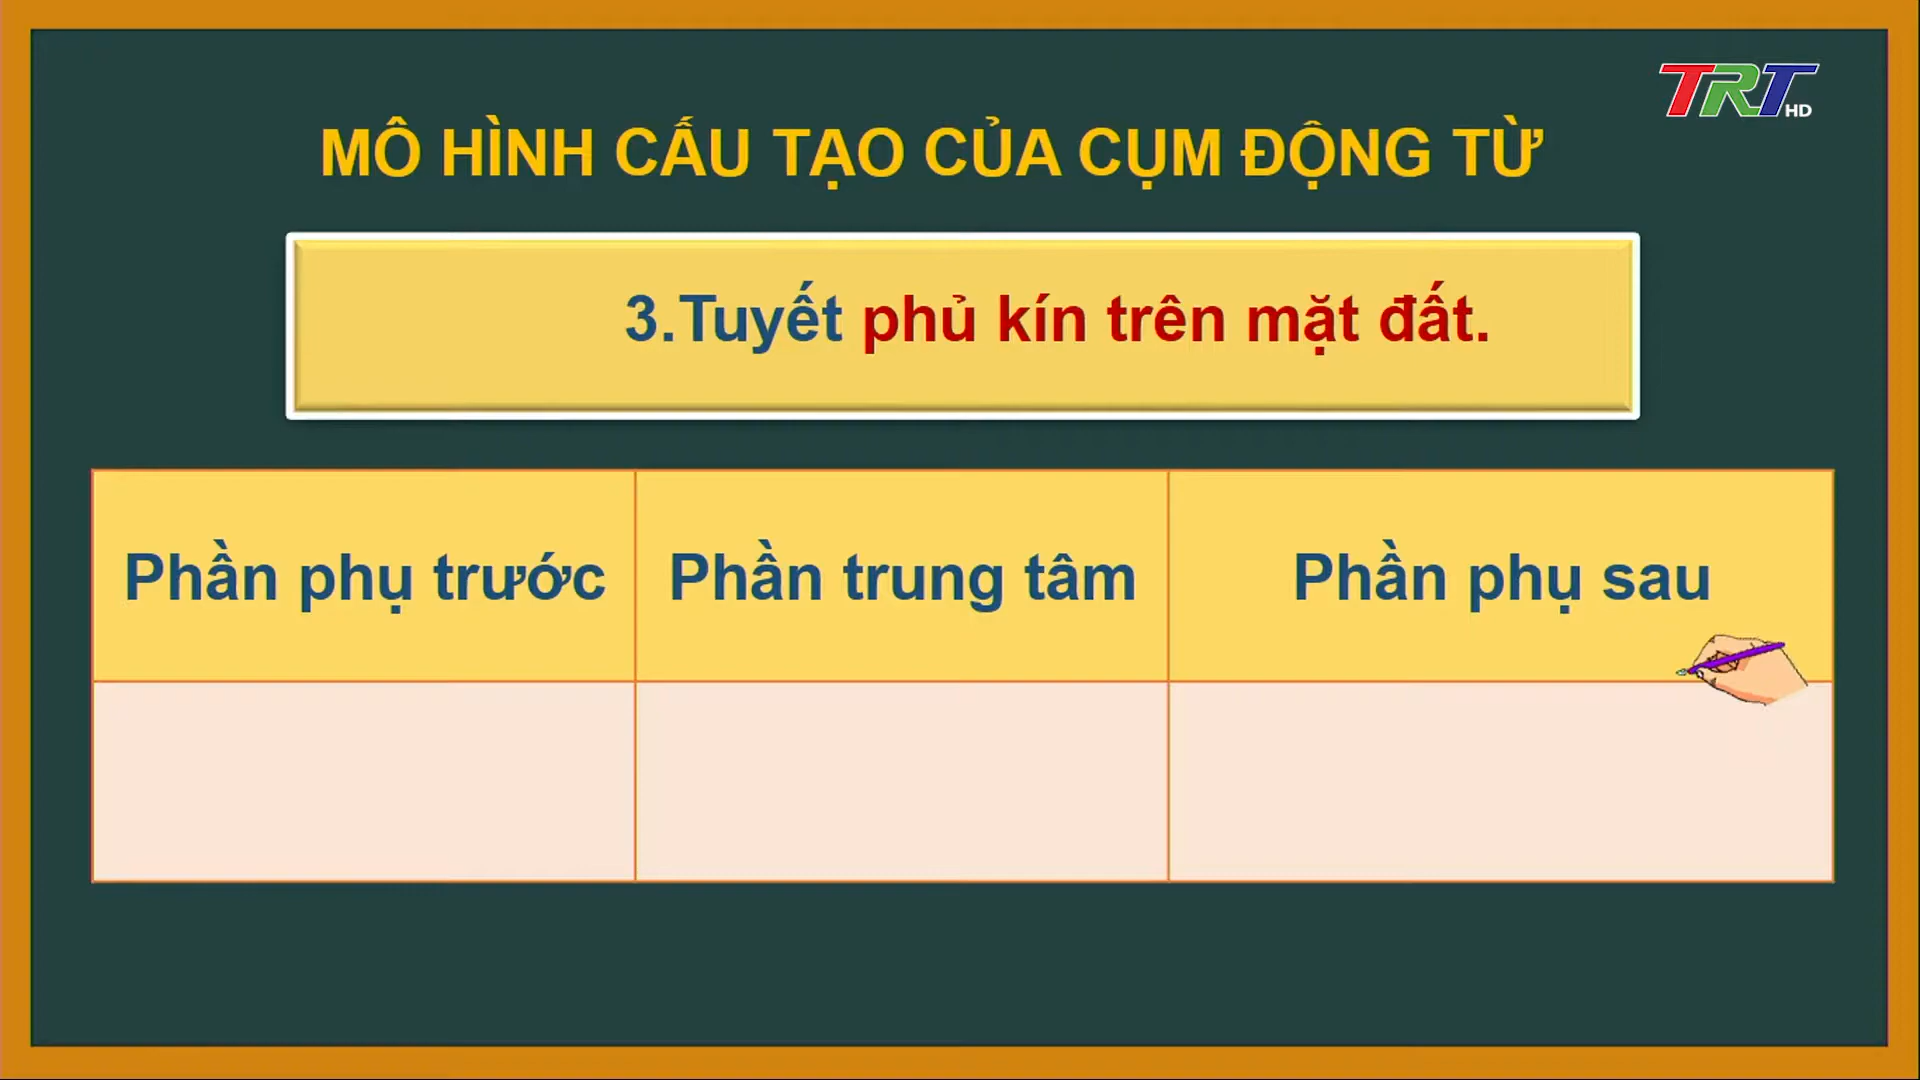 TRT HD
MÔ HÌNH CẤU TẠO CỦA CỤM ĐỘNG TỪ
3.Tuyết phủ kín trên mặt đất.
Phần phụ trước
Phần trung tâm
Phần phụ sau